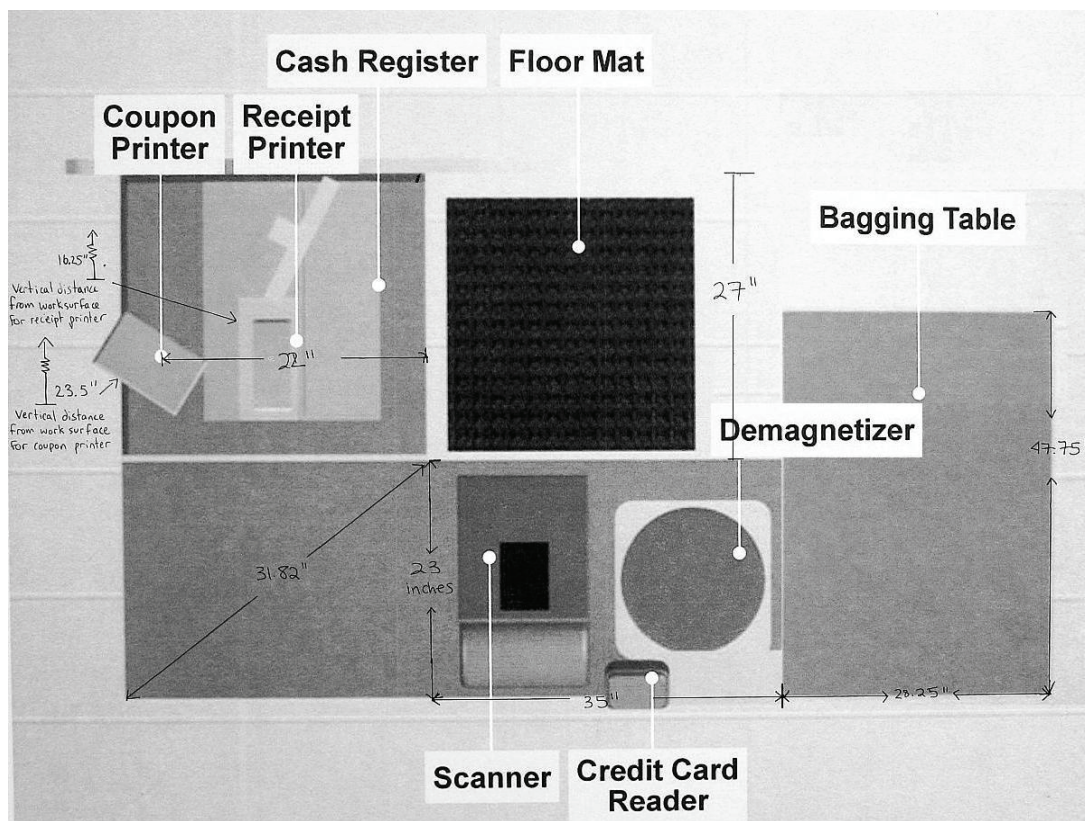 Cash Register
Floor Mat
Coupon
Printer
Receipt
Printer
Bagging Table
16.25"
Vertical distance
from worksurface
for receipt printer
27"
22"
23.5"
Vertical distance
from work surface
for coupon printer
Demagnetizer
47.75
31.82"
23
inches
35"
28.25"
Scanner
Credit Card
Reader